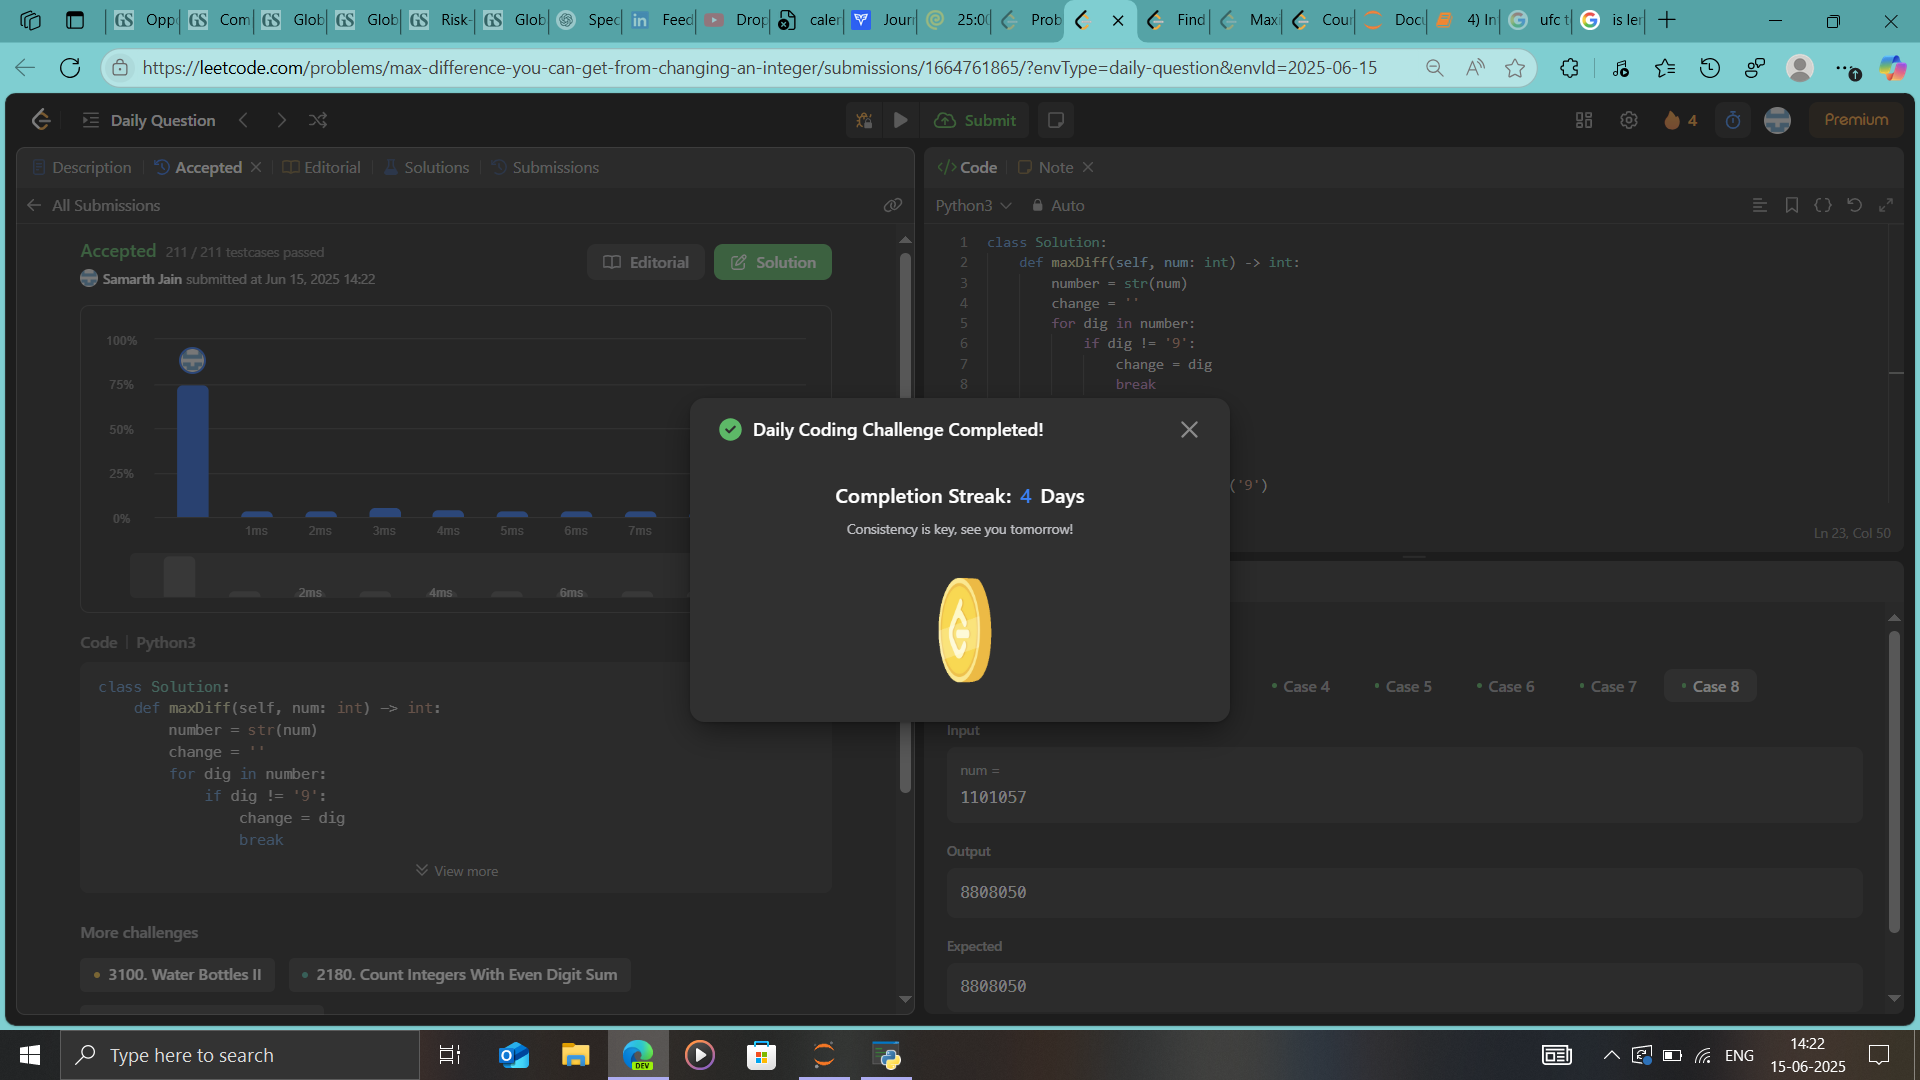 Oppo
Com
Glob
Glob
Risk-
Glob
Spec
Feed
Drop
caler
Jour
25:00
Prob
Find
Max
Cour
Docu
4) In
ufc t
is ler
https://leetcode.com/problems/max-difference-you-can-get-from-changing-an-integer/submissions/1664761865/?envType=daily-question&envId=2025-06-15
Daily Question
Submit
4
Premium
Description
Accepted
Editorial
Solutions
Submissions
All Submissions
Accepted 211 / 211 testcases passed
Samarth Jain submitted at Jun 15, 2025 14:22
Editorial
Solution
100%
75%
50%
25%
0%
1ms 2ms 3ms 4ms 5ms 6ms 7ms
2ms 4ms 6ms
Code | Python3
class Solution:
def maxDiff(self, num: int) -> int:
number = str(num)
change = ''
for dig in number:
if dig != '9':
change = dig
break
View more
More challenges
3100. Water Bottles II
2180. Count Integers With Even Digit Sum
</> Code
Note
Python3
Auto
1 class Solution:
2 def maxDiff(self, num: int) -> int:
3 number = str(num)
4 change = ''
5 for dig in number:
6 if dig != '9':
7 change = dig
8 break
('9')
Ln 23, Col 50
Daily Coding Challenge Completed!
Completion Streak: 4 Days
Consistency is key, see you tomorrow!
Case 4
Case 5
Case 6
Case 7
Case 8
Input
num =
1101057
Output
8808050
Expected
8808050
Type here to search
DEV
ENG
14:22
15-06-2025